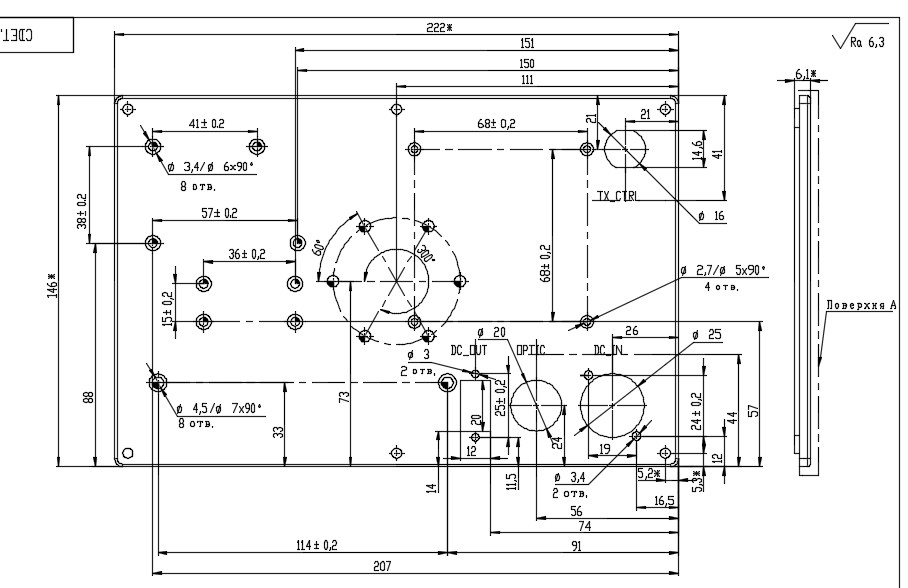 СДЕТ.
222*
Ra 6,3
151
6,1*
150
111
21
21
41± 0.2
68± 0,2
14,6
41
ϕ 3,4/ϕ 6x90°
8 отв.
TX_CTRL
38± 0.2
57± 0.2
ϕ 16
60°
300°
36± 0,2
68± 0,2
ϕ 2,7/ϕ 5x90°
4 отв.
146*
15± 0,2
Поверхня А
ϕ 20
26
ϕ 25
DC_OUT
OPTIC
DC_IN
ϕ 3
2 отв.
88
73
25± 0,2
24± 0,2
44
57
ϕ 4,5/ϕ 7x90°
8 отв.
33
20
24
12
19
12
14
11,5
ϕ 3,4
2 отв.
5,2*
5,3*
16,5
56
74
114± 0,2
91
207